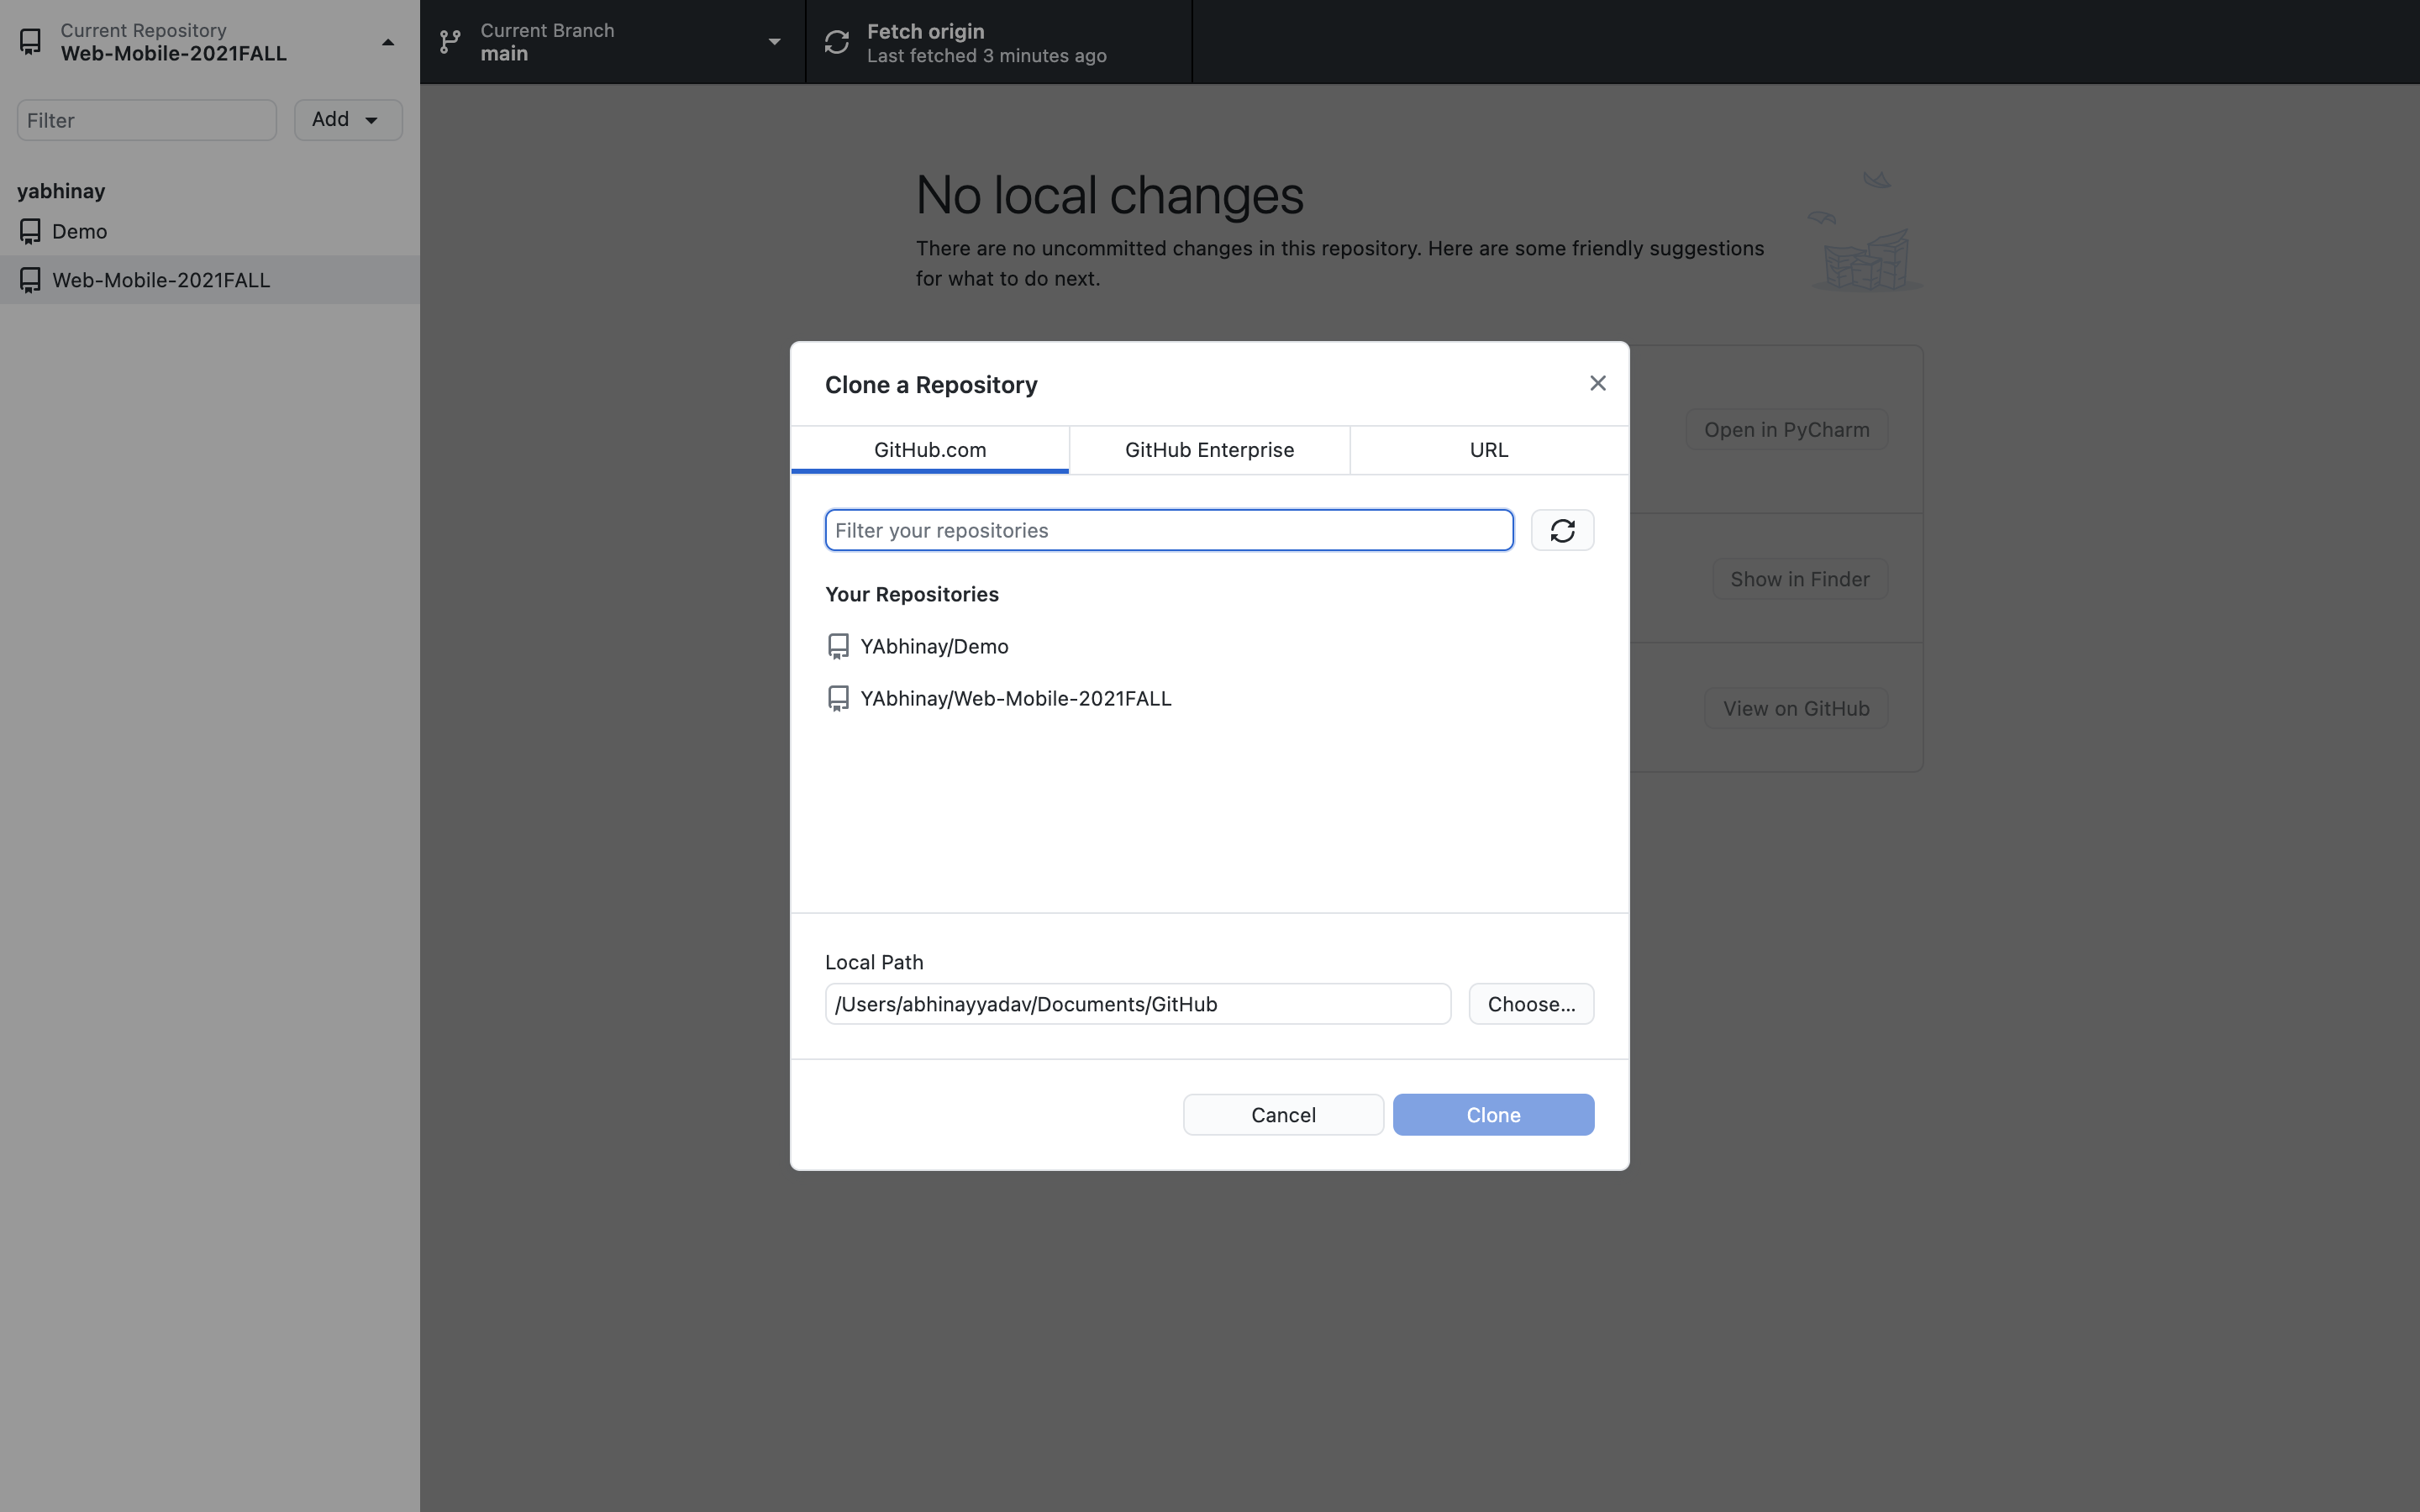 Current Repository
Web-Mobile-2021FALL
Current Branch
main
Fetch origin
Last fetched 3 minutes ago
Filter
Add
yabhinay
Demo
Web-Mobile-2021FALL
No local changes
There are no uncommitted changes in this repository. Here are some friendly suggestions
for what to do next.
Clone a Repository
GitHub.com
GitHub Enterprise
URL
Filter your repositories
Your Repositories
YAbhinay/Demo
YAbhinay/Web-Mobile-2021FALL
Local Path
/Users/abhinayyadav/Documents/GitHub
Choose...
Cancel
Clone
Open in PyCharm
Show in Finder
View on GitHub